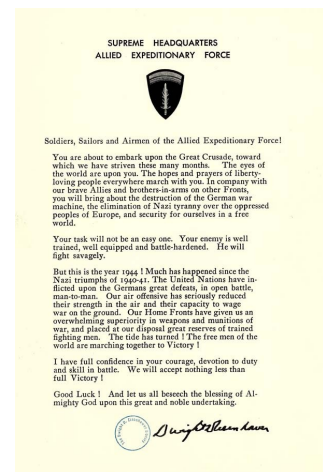 SUPREME HEADQUARTERS
ALLIED EXPEDITIONARY FORCE
Soldiers, Sailors and Airmen of the Allied Expeditionary Force!
You are about to embark upon the Great Crusade, toward
which we have striven these many months. The eyes of
the world are upon you. The hopes and prayers of liberty-
loving people everywhere march with you. In company with
our brave Allies and brothers-in-arms on other Fronts,
you will bring about the destruction of the German war
machine, the elimination of Nazi tyranny over the oppressed
peoples of Europe, and security for ourselves in a free
world.
Your task will not be an easy one. Your enemy is well
trained, well equipped and battle-hardened. He will
fight savagely.
But this is the year 1944 ! Much has happened since the
Nazi triumphs of 1940-41. The United Nations have in-
flicted upon the Germans great defeats, in open battle,
man-to-man. Our air offensive has seriously reduced
their strength in the air and their capacity to wage
war on the ground. Our Home Fronts have given us an
overwhelming superiority in weapons and munitions of
war, and placed at our disposal great reserves of trained
fighting men. The tide has turned ! The free men of the
world are marching together to Victory !
I have full confidence in your courage, devotion to duty
and skill in battle. We will accept nothing less than
full Victory !
Good Luck ! And let us all beseech the blessing of Al-
mighty God upon this great and noble undertaking.
Dwight D Eisenhower